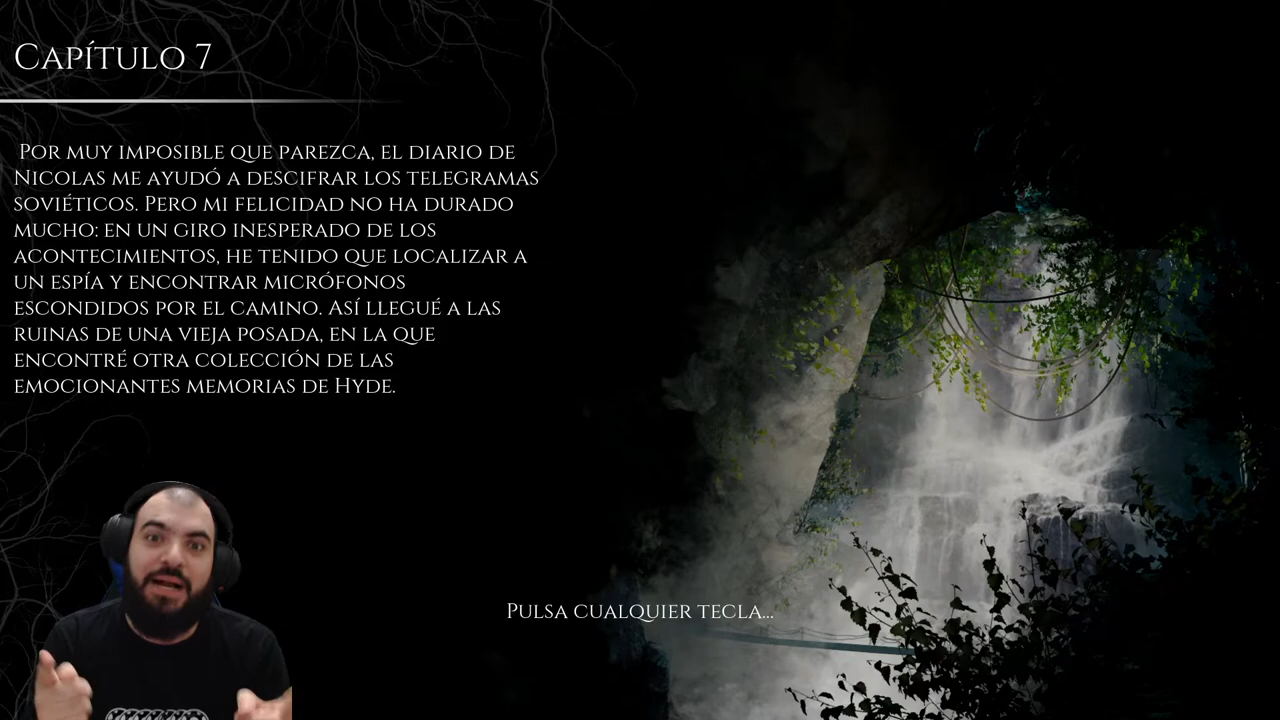 Capítulo 7
Por muy imposible que parezca, el diario de
Nicolas me ayudó a descifrar los telegramas
soviéticos. Pero mi felicidad no ha durado
mucho: en un giro inesperado de los
acontecimientos, he tenido que localizar a
un espía y encontrar micrófonos
escondidos por el camino. Así llegué a las
ruinas de una vieja posada, en la que
encontré otra colección de las
emocionantes memorias de Hyde.
Pulsa cualquier tecla...